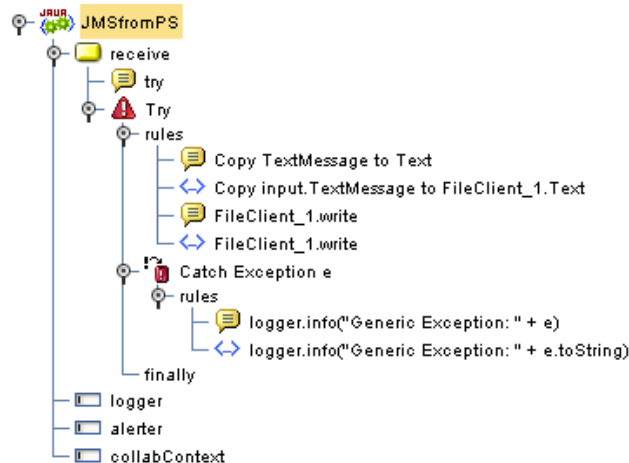 JAVA
JMSfromPS
receive
try
Try
rules
Copy TextMessage to Text
Copy input.TextMessage to FileClient_1.Text
FileClient_1.write
FileClient_1.write
Catch Exception e
rules
logger.info("Generic Exception: " + e)
logger.info("Generic Exception: " + e.toString)
finally
logger
alerter
collabContext